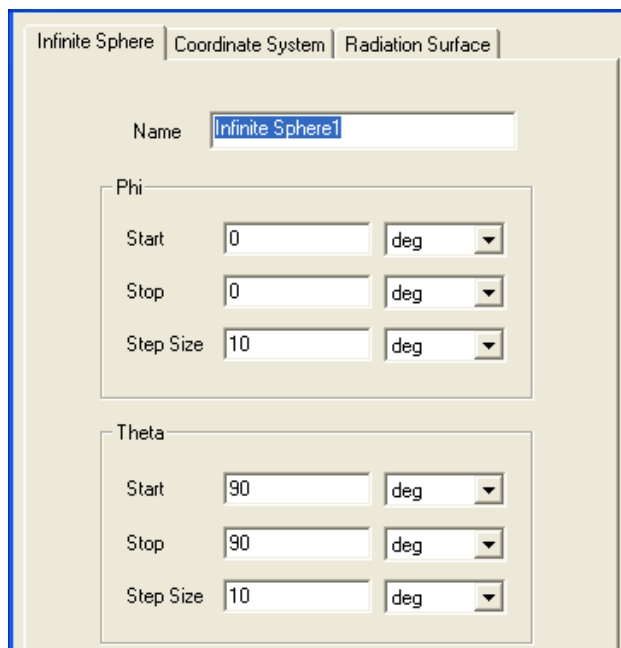 Infinite Sphere Coordinate System Radiation Surface
Name Infinite Sphere1
Phi
Start 0 deg
Stop 0 deg
Step Size 10 deg
Theta
Start 90 deg
Stop 90 deg
Step Size 10 deg